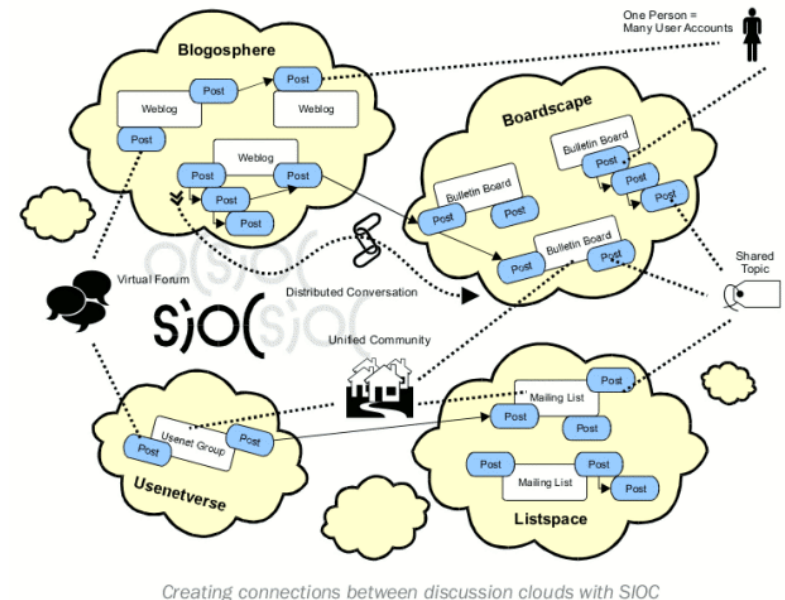 One Person =
Many User Accounts
Blogosphere
Post
Post
Weblog
Weblog
Post
Weblog
Post
Post
Post
Post
Boardscape
Bulletin Board
Post
Post
Post
Bulletin Board
Post
Post
Bulletin Board
Post
Post
Shared
Topic
Virtual Forum
Distributed Conversation
SIOC
SIOC
SIOC
Unified Community
Usenet Group
Post
Post
Usenetverse
Post
Mailing List
Post
Post
Post
Post
Mailing List
Post
Listspace
Creating connections between discussion clouds with SIOC